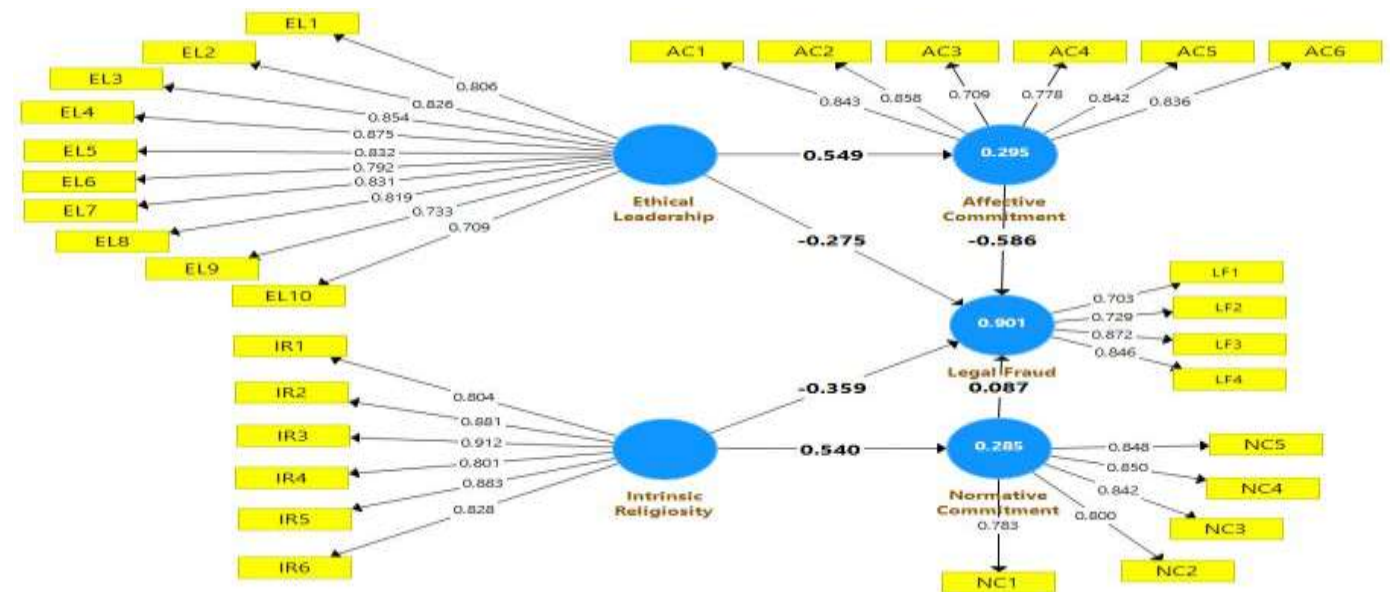 EL1
EL2
EL3
EL4
EL5
EL6
EL7
EL8
EL9
EL10
0.806
0.826
0.854
0.875
0.832
0.792
0.831
0.819
0.733
0.709
Ethical
Leadership
AC1 AC2 AC3 AC4 AC5 AC6
0.843 0.858 0.709 0.778 0.842 0.836
0.549
0.295
Affective
Commitment
-0.275
-0.586
0.901
Legal Fraud
0.703
0.729
0.872
0.846
LF1
LF2
LF3
LF4
IR1
IR2
IR3
IR4
IR5
IR6
0.804
0.881
0.912
0.801
0.883
0.828
Intrinsic
Religiosity
-0.359
0.087
0.540
0.285
Normative
Commitment
0.848
0.850
0.842
0.800
0.783
NC5
NC4
NC3
NC2
NC1